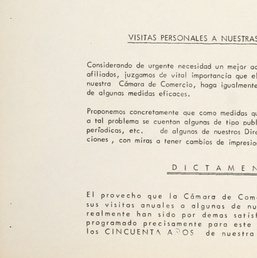 VISITAS PERSONALES A NUESTRAS
Considerando de urgente necesidad un mejor ac
afiliados, juzgamos de vital importancia que el
nuestra Cámara de Comercio, haga igualmente
de algunas medidas eficaces.
Proponemos concretamente que como medidas qu
a tal problema se cuentan algunas de tipo publ
periódicas, etc. de algunos de nuestros Dire
ciones , con miras a tener cambios de impresio
D I C T A M E N
El provecho que la Cámara de Com
sus visitas anuales a algunas de nu
realmente han sido por demas satisf
programado precisamente para este
los CINCUENTA AÑOS de nuestra